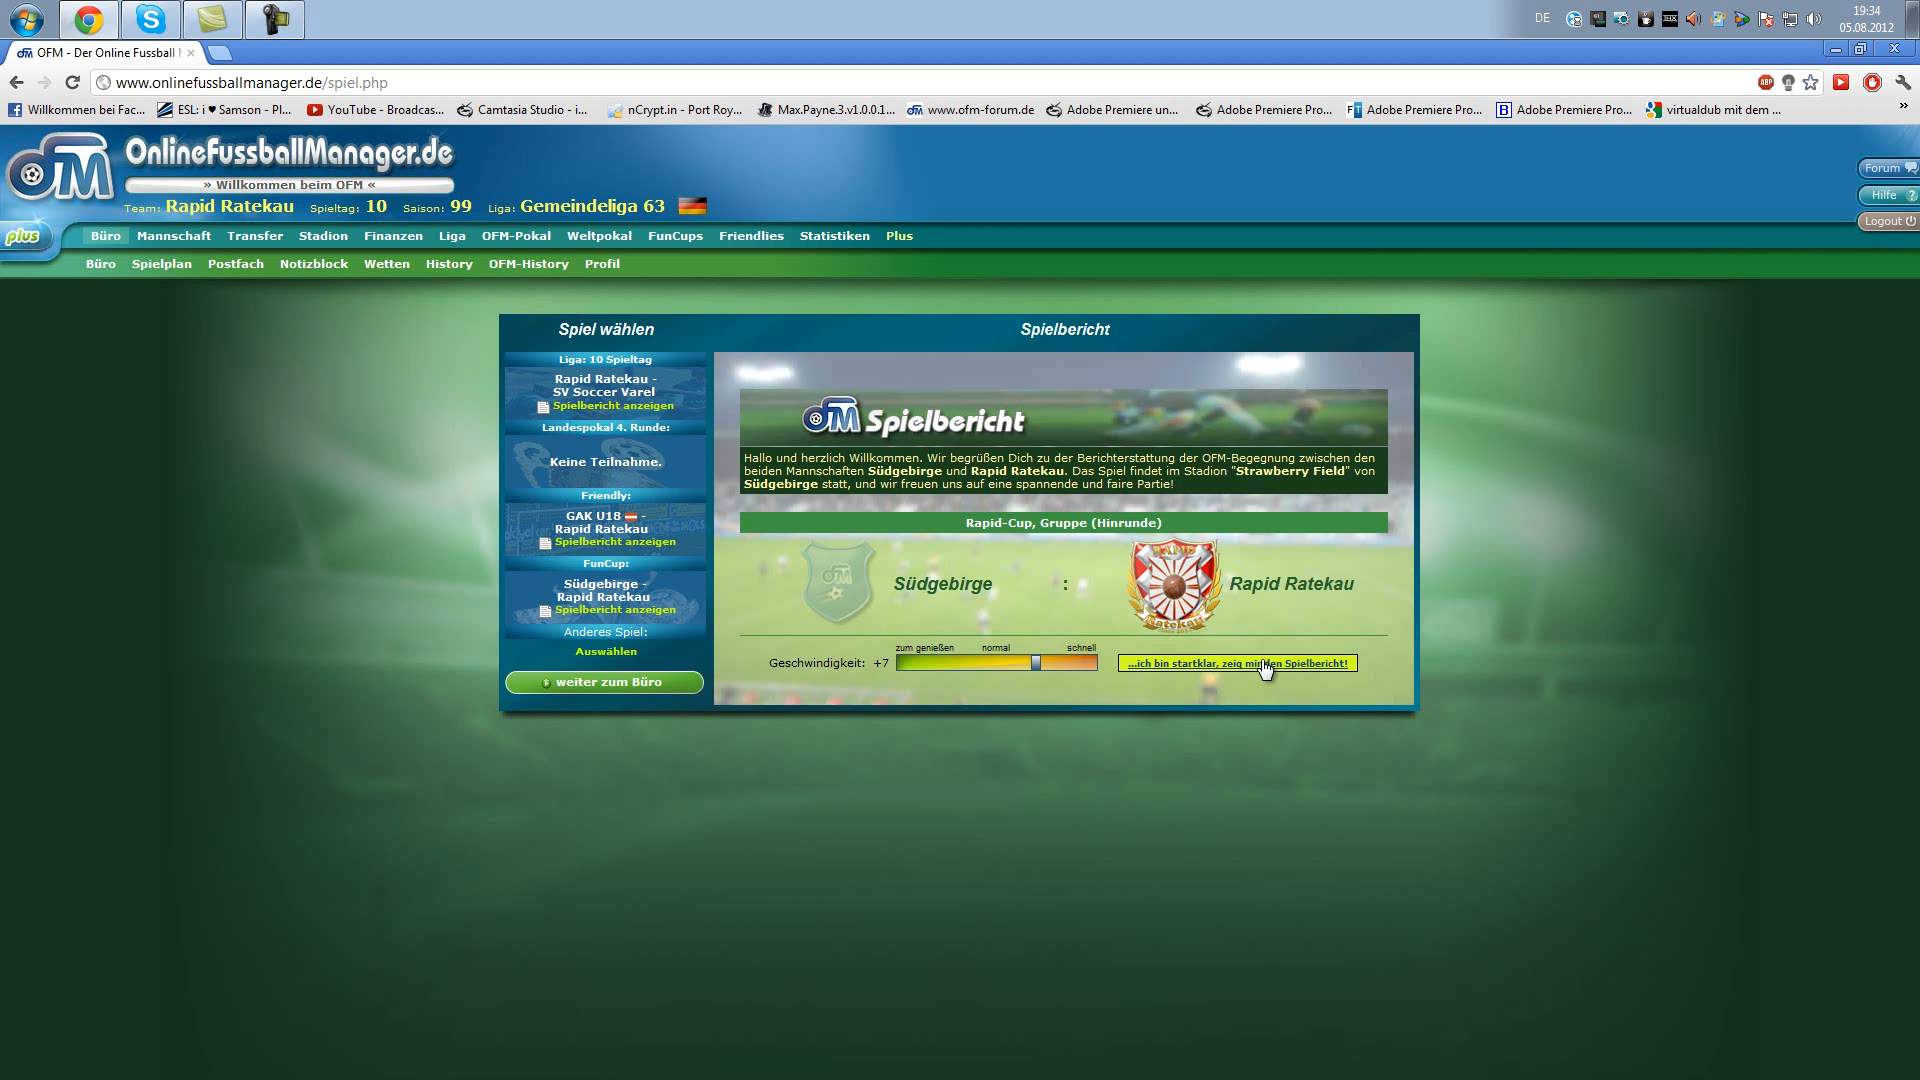 DE
19:34
05.08.2012
OFM - Der Online Fussball
www.onlinefussballmanager.de/spiel.php
ABP
Willkommen bei Fac...
ESL: i ♥ Samson - Pl...
YouTube - Broadcas...
Camtasia Studio - i...
nCrypt.in - Port Roy...
Max.Payne.3.v1.0.0.1...
www.ofm-forum.de
Adobe Premiere un...
Adobe Premiere Pro...
Adobe Premiere Pro...
Adobe Premiere Pro...
virtualdub mit dem ...
OFM
OnlineFussballManager.de
» Willkommen beim OFM «
Team: Rapid Ratekau Spieltag: 10 Saison: 99 Liga: Gemeindeliga 63
Forum
Hilfe ?
Logout
plus
Büro Mannschaft Transfer Stadion Finanzen Liga OFM-Pokal Weltpokal FunCups Friendlies Statistiken Plus
Büro Spielplan Postfach Notizblock Wetten History OFM-History Profil
Spiel wählen
Liga: 10 Spieltag
Rapid Ratekau -
SV Soccer Varel
Spielbericht anzeigen
Landespokal 4. Runde:
Keine Teilnahme.
Friendly:
GAK U18 -
Rapid Ratekau
Spielbericht anzeigen
FunCup:
Südgebirge -
Rapid Ratekau
Spielbericht anzeigen
Anderes Spiel:
Auswählen
weiter zum Büro
Spielbericht
OFM Spielbericht
Hallo und herzlich Willkommen. Wir begrüßen Dich zu der Berichterstattung der OFM-Begegnung zwischen den
beiden Mannschaften Südgebirge und Rapid Ratekau. Das Spiel findet im Stadion "Strawberry Field" von
Südgebirge statt, und wir freuen uns auf eine spannende und faire Partie!
Rapid-Cup, Gruppe (Hinrunde)
OFM
Südgebirge : Rapid Ratekau
RAPID
Ratekau
zum genießen normal schnell
Geschwindigkeit: +7
...ich bin startklar, zeig mir den Spielbericht!